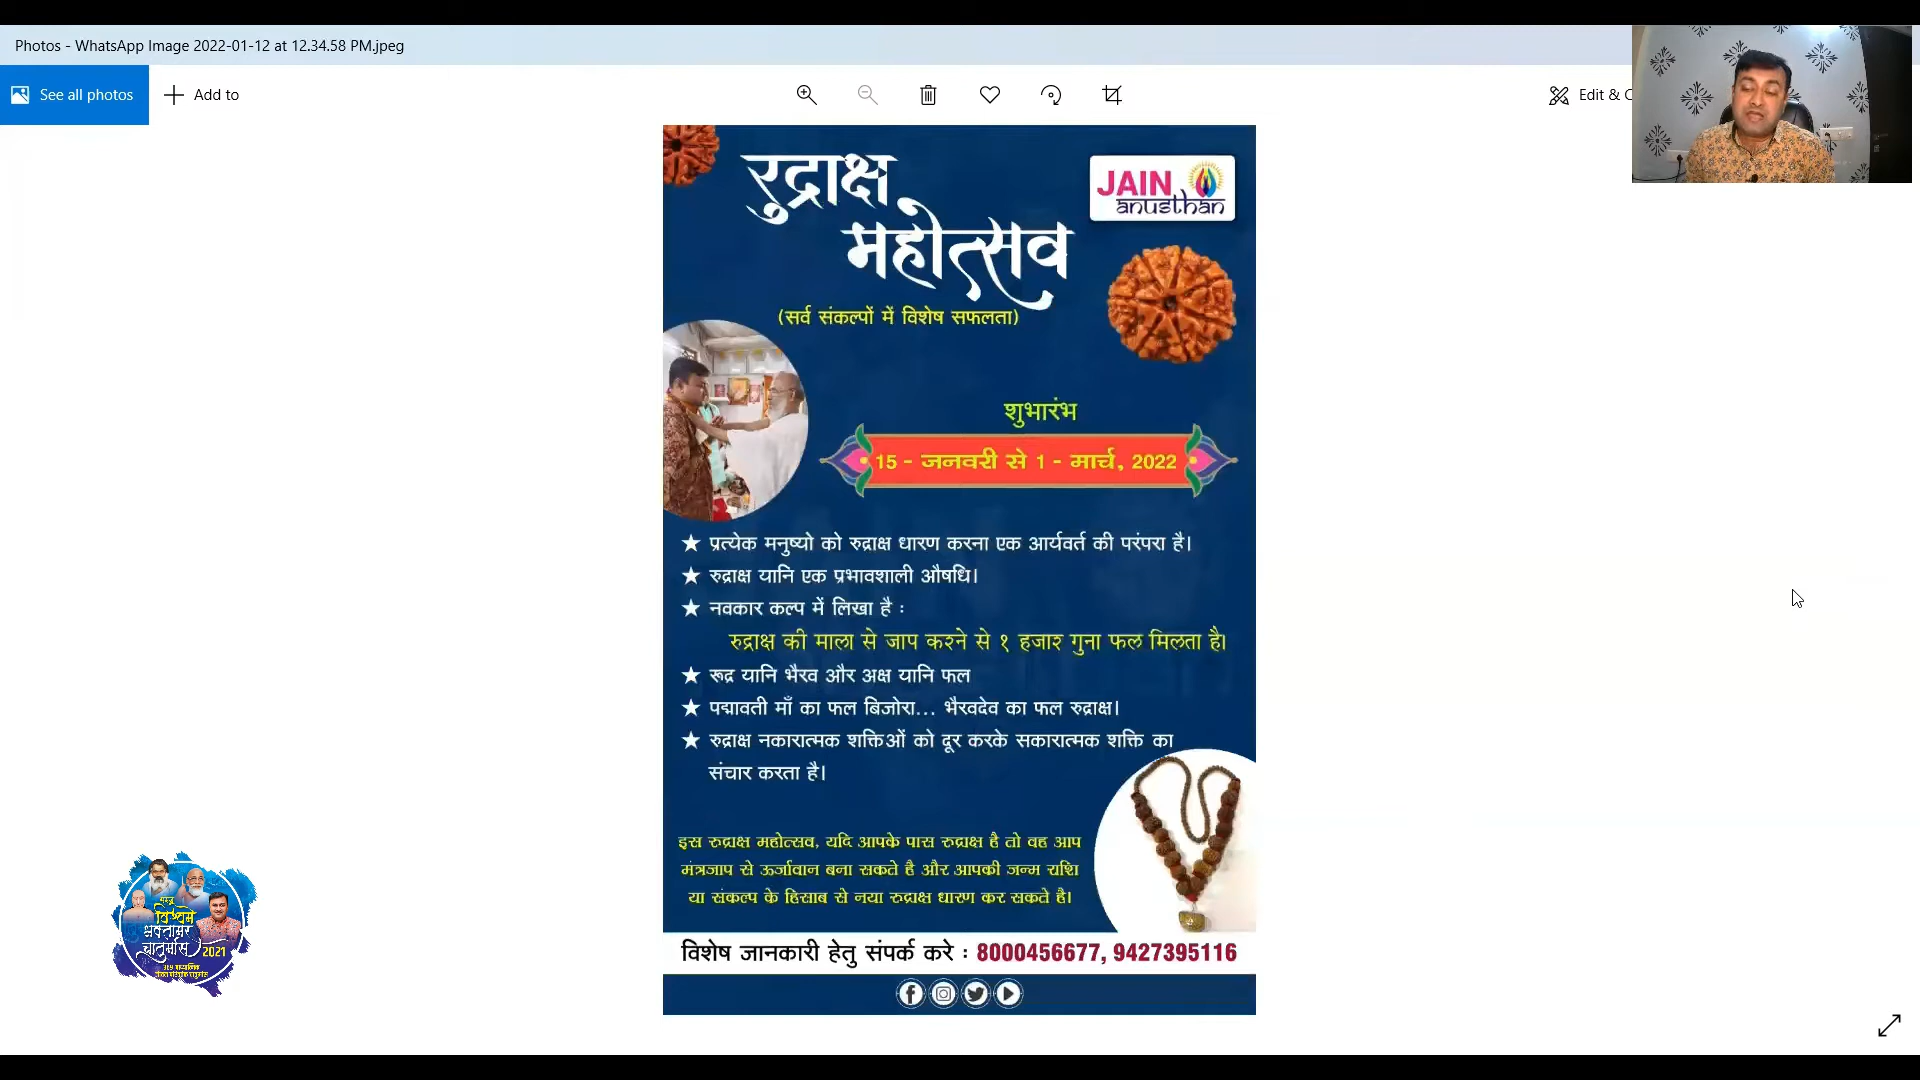 Photos - WhatsApp Image 2022-01-12 at 12.34.58 PM.jpeg
See all photos
Add to
Edit & C
रुद्राक्ष
महोत्सव
JAIN
anusthan
(सर्व संकल्पों में विशेष सफलता)
शुभारंभ
15 - जनवरी से 1 - मार्च, 2022
★ प्रत्येक मनुष्यो को रुद्राक्ष धारण करना एक आर्यवर्त की परंपरा है।
★ रुद्राक्ष यानि एक प्रभावशाली औषधि।
★ नवकार कल्प में लिखा है :
रुद्राक्ष की माला से जाप करने से १ हजार गुना फल मिलता है।
★ रूद्र यानि भैरव और अक्ष यानि फल
★ पद्मावती माँ का फल बिजोरा... भैरवदेव का फल रुद्राक्ष।
★ रुद्राक्ष नकारात्मक शक्तिओं को दूर करके सकारात्मक शक्ति का
संचार करता है।
इस रुद्राक्ष महोत्सव, यदि आपके पास रुद्राक्ष है तो वह आप
मंत्रजाप से ऊर्जावान बना सकते है और आपकी जन्म राशि
या संकल्प के हिसाब से नया रुद्राक्ष धारण कर सकते है।
विशेष जानकारी हेतु संपर्क करे : 8000456677, 9427395116
विश्वमे
भक्तामर
चातुर्मास 2021